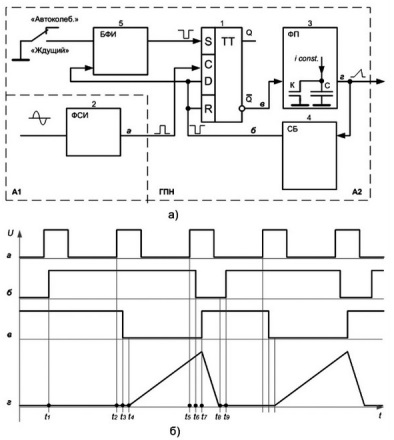 «Автоколеб.»
«Ждущий»
5
БФИ
1
S TT Q
C
D
R Q
3
ФП
i const.
К C
г
2
ФСИ
а
в
б
4
СБ
А1 ГПН А2
а)
U
а
б
в
г
t1 t2 t3 t4 t5 t6 t7 t8 t9 t
б)